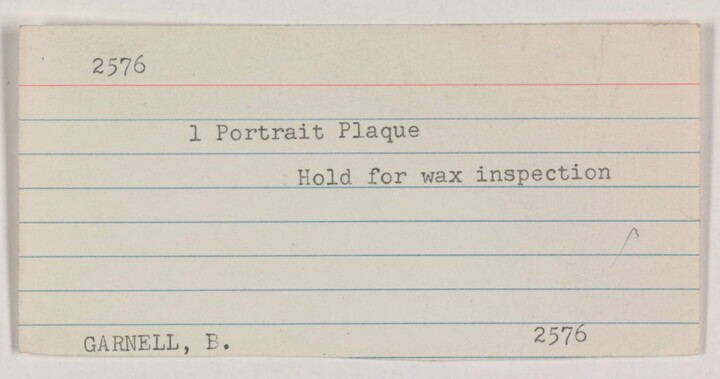 2576
1 Portrait Plaque
Hold for wax inspection
GARNELL, B. 2576